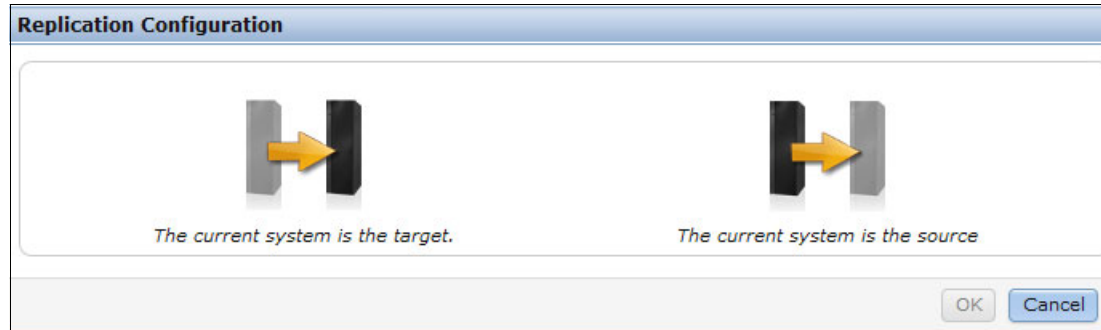 Replication Configuration
The current system is the target.
The current system is the source
OK
Cancel